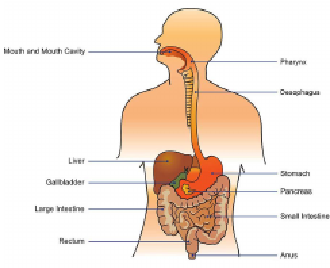 Mouth and Mouth Cavity
Pharynx
Oesophagus
Liver
Stomach
Gallbladder
Pancreas
Large Intestine
Small Intestine
Rectum
Anus